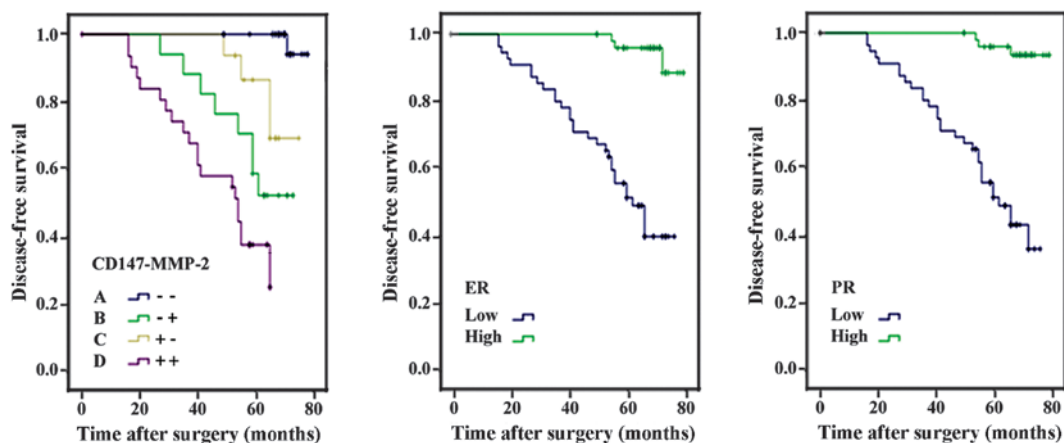 Disease-free survival
1.0
0.8
0.6
0.4
0.2
0.0
CD147-MMP-2
A - -
B - +
C + -
D + +
0 20 40 60 80
Time after surgery (months)
Disease-free survival
1.0
0.8
0.6
0.4
0.2
0.0
ER
Low
High
0 20 40 60 80
Time after surgery (months)
Disease-free survival
1.0
0.8
0.6
0.4
0.2
0.0
PR
Low
High
0 20 40 60 80
Time after surgery (months)